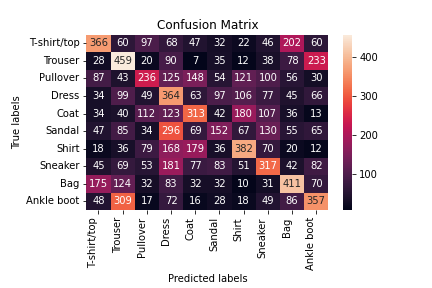 Confusion Matrix
T-shirt/top 366 60 97 68 47 32 22 46 202 60
Trouser 28 459 20 90 7 35 12 38 78 233
Pullover 87 43 236 125 148 54 121 100 56 30
Dress 34 99 49 364 63 97 106 77 45 66
Coat 34 40 112 123 313 42 180 107 36 13
Sandal 47 85 34 296 69 152 67 130 55 65
Shirt 18 36 79 168 179 36 382 70 20 12
Sneaker 45 69 53 181 77 83 51 317 42 82
Bag 175 124 32 83 32 32 10 31 411 70
Ankle boot 48 309 17 72 16 28 18 49 86 357
T-shirt/top Trouser Pullover Dress Coat Sandal Shirt Sneaker Bag Ankle boot
Predicted labels
True labels
400
300
200
100